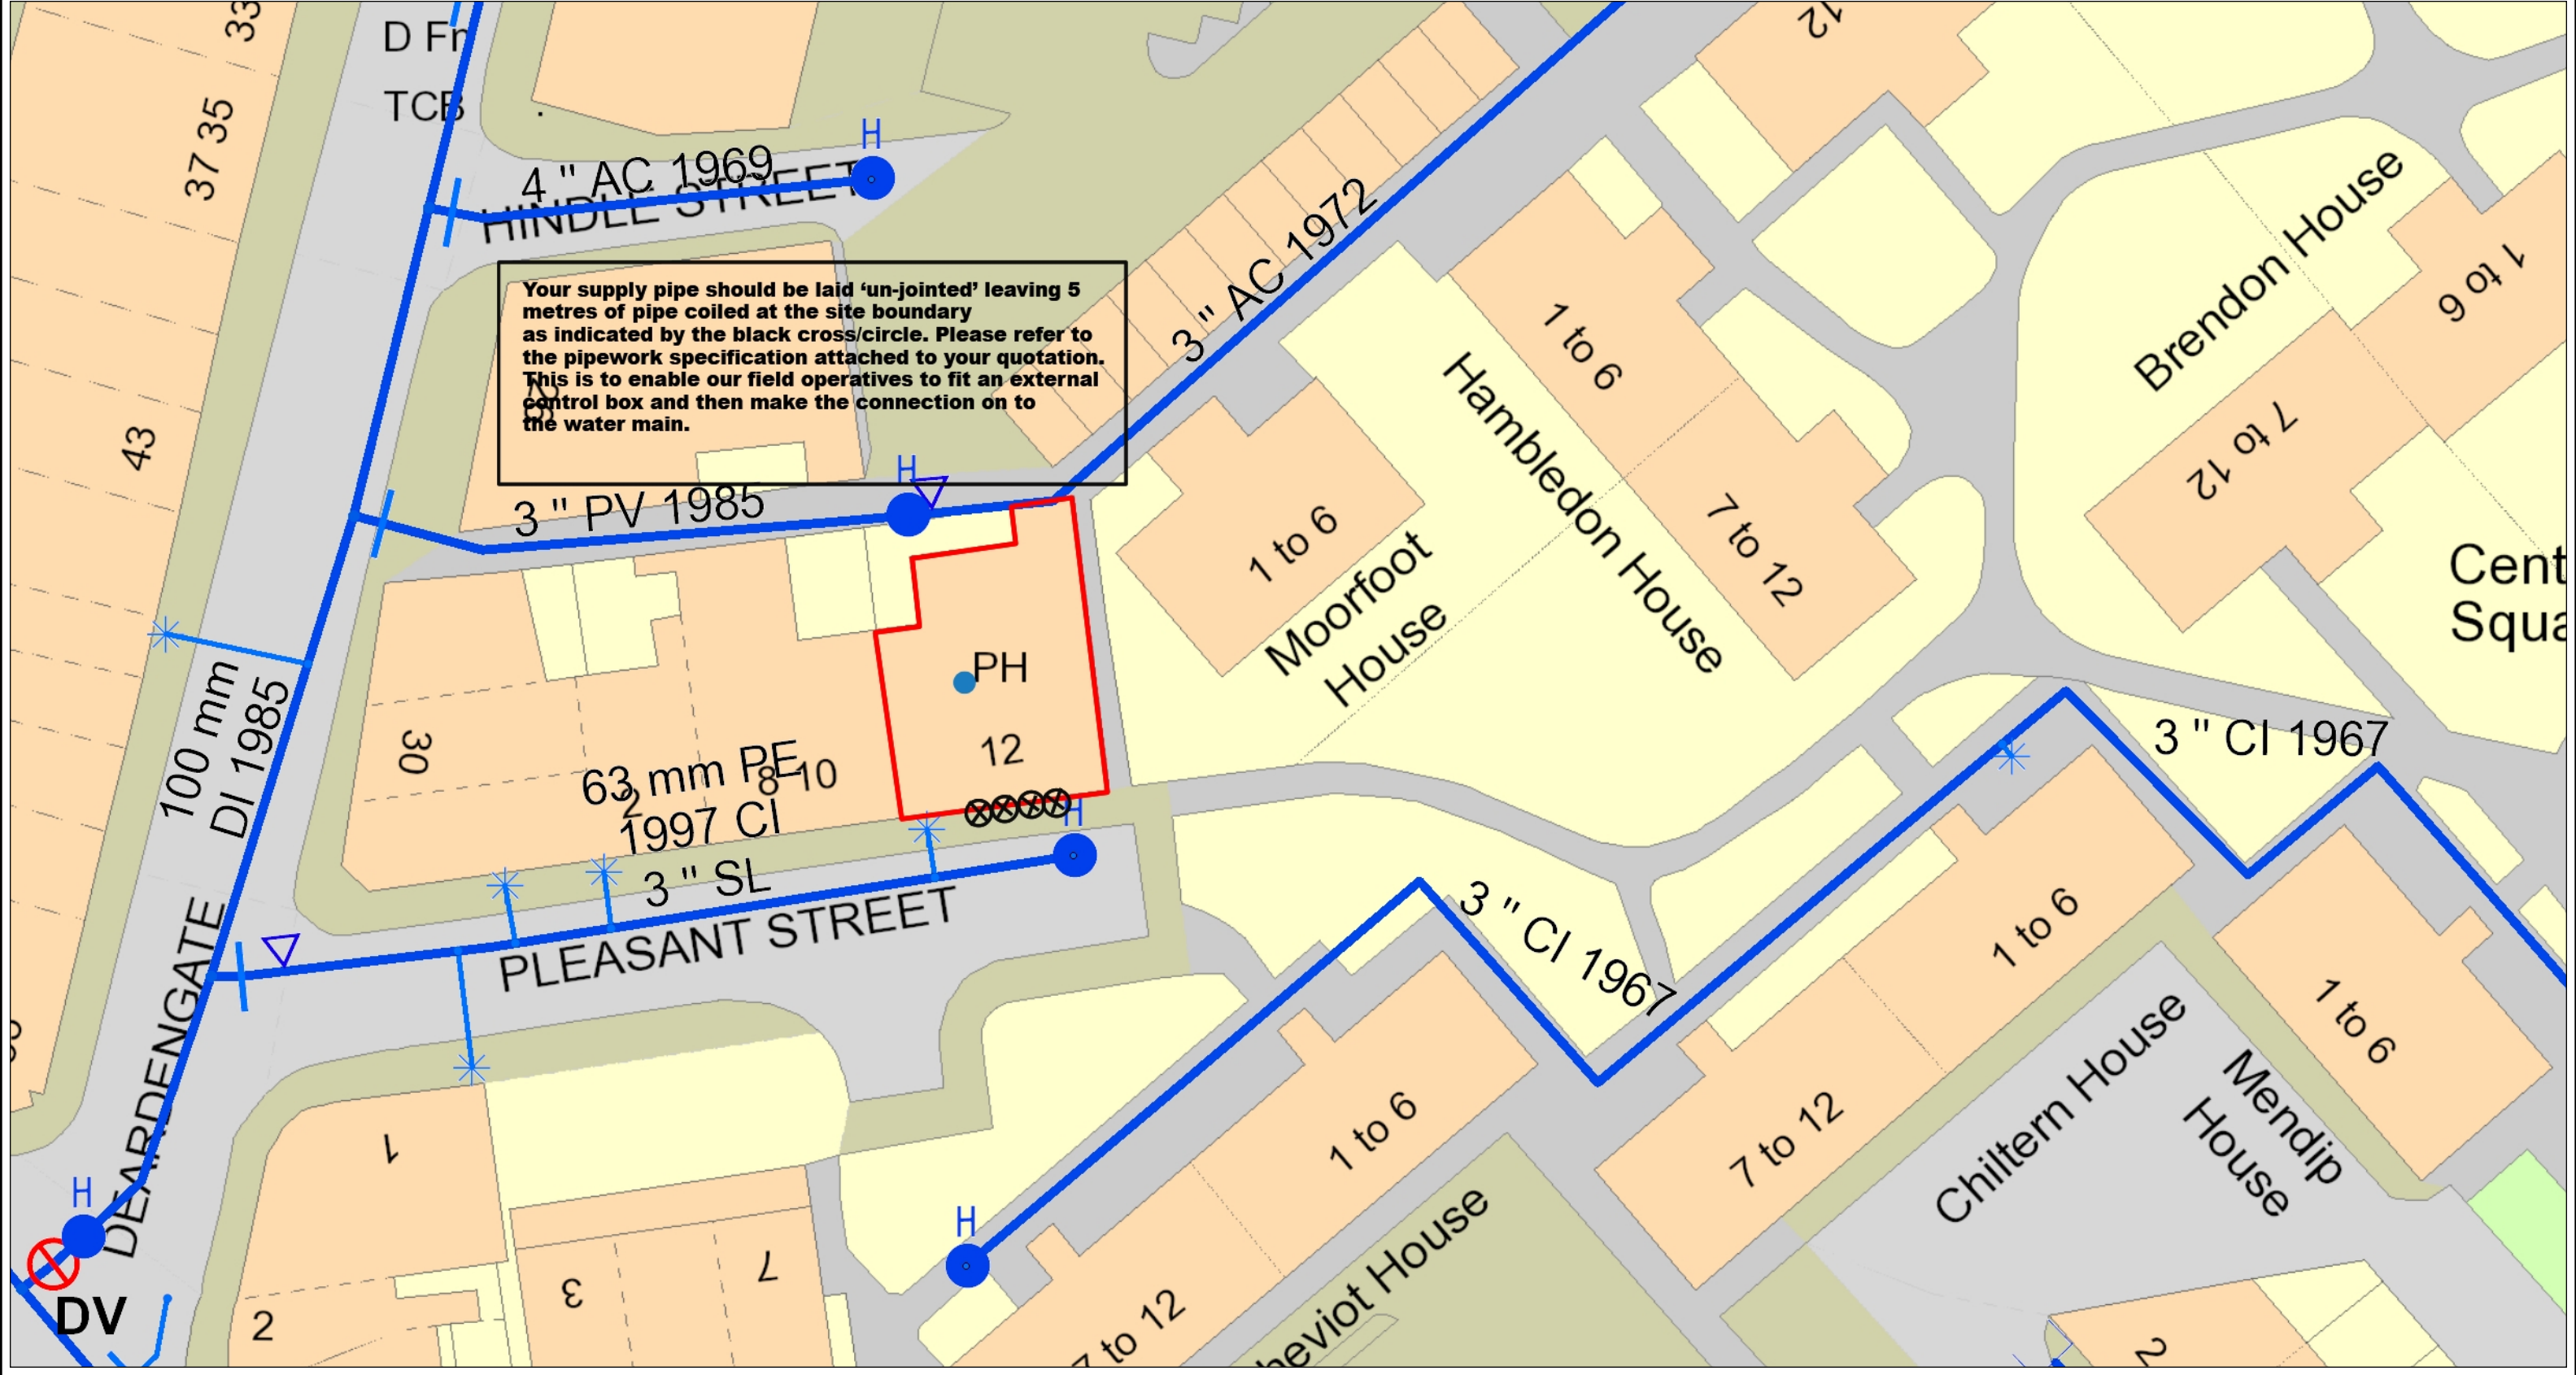 33
D Fn
TCB
12
37 35
H
4 " AC 1969
HINDLE STREET
3 " AC 1972
Brendon House
1 to 6
7 to 12
Your supply pipe should be laid ‘un-jointed’ leaving 5
metres of pipe coiled at the site boundary
as indicated by the black cross/circle. Please refer to
the pipework specification attached to your quotation.
This is to enable our field operatives to fit an external
control box and then make the connection on to
the water main.
43
H
3 " PV 1985
1 to 6
Hambledon House
7 to 12
1 to 6
Moorfoot
House
Cent
Squa
PH
12
100 mm
DI 1985
30
63 mm PE
2
8 10
1997 CI
3 " SL
H
PLEASANT STREET
3 " CI 1967
3 " CI 1967
DEARDENGATE
1 to 6
1 to 6
1 to 6
7 to 12
Chiltern House
Mendip
House
1
H
H
DV
2
3
7
7 to 12
heviot House
2